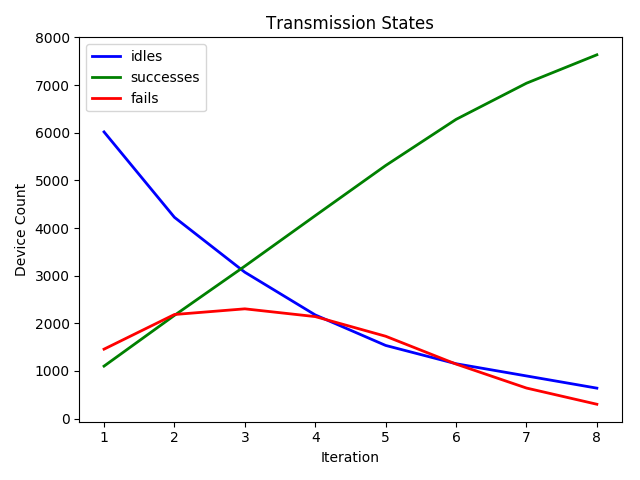 Transmission States
idles
successes
fails
Device Count
8000
7000
6000
5000
4000
3000
2000
1000
0
1 2 3 4 5 6 7 8
Iteration